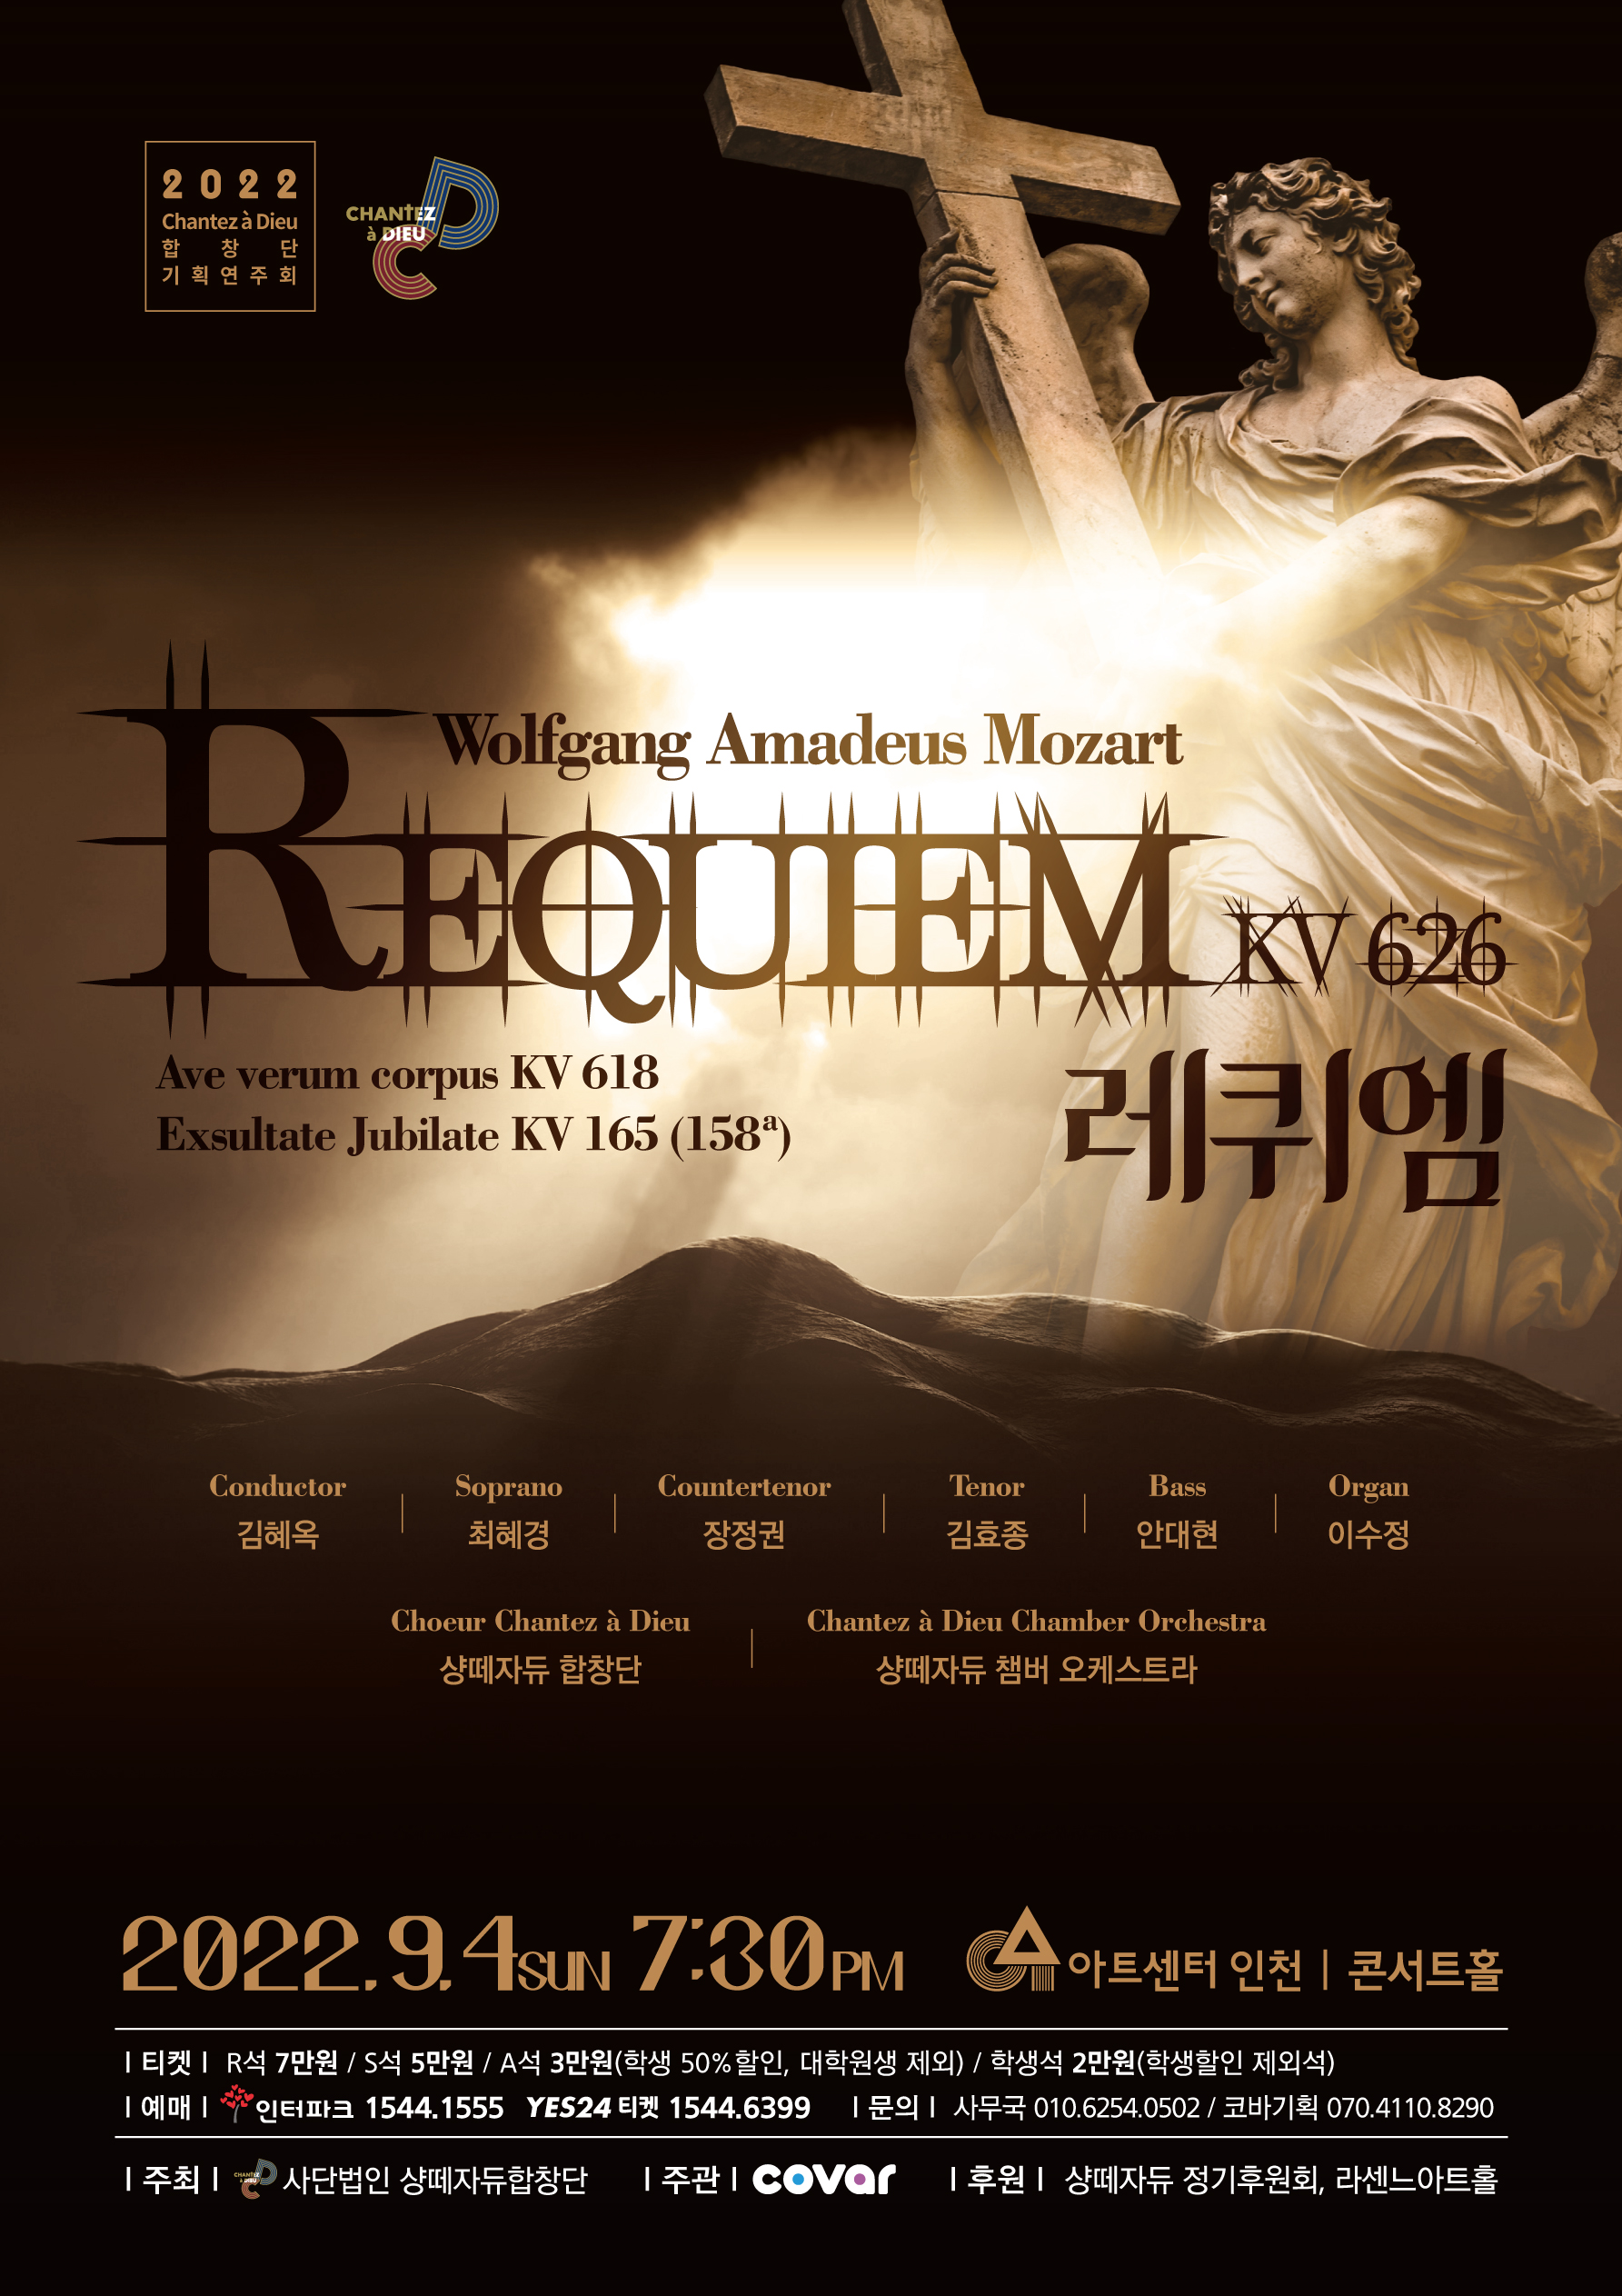 2022
Chantez à Dieu
합창단
기획연주회
CHANTEZ
à DIEU
Wolfgang Amadeus Mozart
REQUIEM KV 626
Ave verum corpus KV 618
Exsultate Jubilate KV 165 (158ª)
레퀴엠
Conductor | Soprano | Countertenor | Tenor | Bass | Organ
김혜옥 최혜경 장정권 김효종 안대현 이수정
Choeur Chantez à Dieu | Chantez à Dieu Chamber Orchestra
샹떼자듀 합창단 샹떼자듀 챔버 오케스트라
2022.9.4 SUN 7:30 PM 아트센터 인천 | 콘서트홀
| 티켓 | R석 7만원 / S석 5만원 / A석 3만원(학생 50%할인, 대학원생 제외) / 학생석 2만원(학생할인 제외석)
| 예매 | 인터파크 1544.1555 YES24 티켓 1544.6399 | 문의 | 사무국 010.6254.0502 / 코바기획 070.4110.8290
| 주최 | CHANTEZ à DIEU 사단법인 샹떼자듀합창단 | 주관 | covar | 후원 | 샹떼자듀 정기후원회, 라센느아트홀